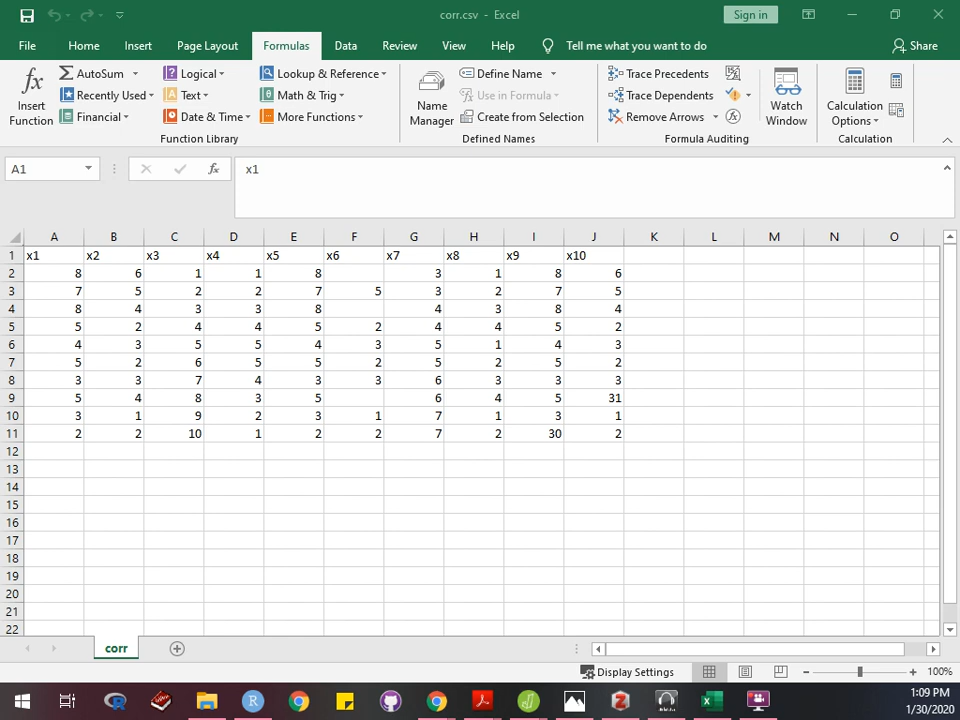 corr.csv - Excel
Sign in
File Home Insert Page Layout Formulas Data Review View Help Tell me what you want to do Share
fx Insert Function
AutoSum
Recently Used
Financial
Logical
Text
Date & Time
Lookup & Reference
Math & Trig
More Functions
Function Library
Name Manager
Define Name
Use in Formula
Create from Selection
Defined Names
Trace Precedents
Trace Dependents
Remove Arrows
Formula Auditing
Watch Window
Calculation Options
Calculation
A1 fx x1
A B C D E F G H I J K L M N O
1 x1 x2 x3 x4 x5 x6 x7 x8 x9 x10
2 8 6 1 1 8 3 1 8 6
3 7 5 2 2 7 5 3 2 7 5
4 8 4 3 3 8 4 3 8 4
5 5 2 4 4 5 2 4 4 5 2
6 4 3 5 5 4 3 5 1 4 3
7 5 2 6 5 5 2 5 2 5 2
8 3 3 7 4 3 3 6 3 3 3
9 5 4 8 3 5 6 4 5 31
10 3 1 9 2 3 1 7 1 3 1
11 2 2 10 1 2 2 7 2 30 2
12
13
14
15
16
17
18
19
20
21
22
corr
Display Settings 100%
1:09 PM
1/30/2020